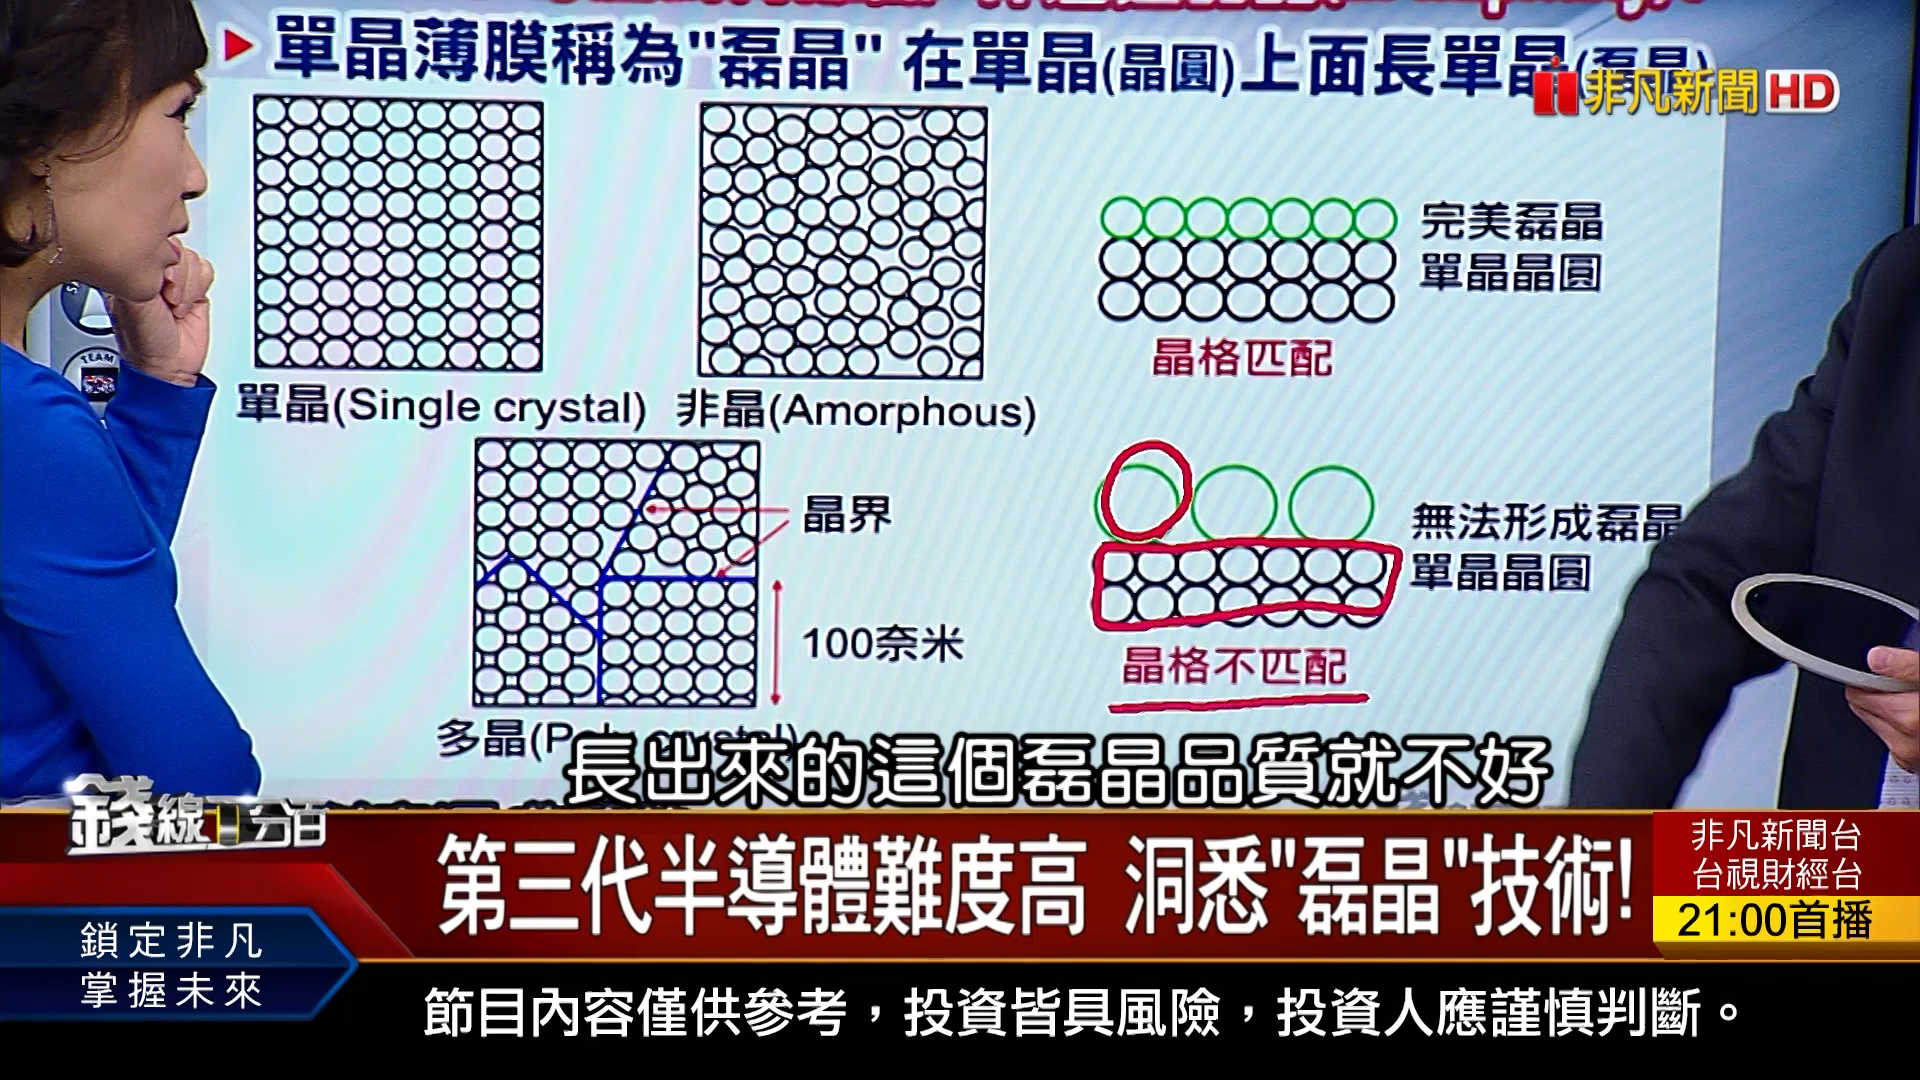 單晶薄膜稱為"磊晶" 在單晶(晶圓)上面長單晶(磊晶)
非凡新聞HD
完美磊晶
單晶晶圓
晶格匹配
單晶(Single crystal) 非晶(Amorphous)
晶界
無法形成磊晶
單晶晶圓
100奈米
晶格不匹配
多晶(Poly crystal)
TEAM
長出來的這個磊晶品質就不好
錢線百分百
第三代半導體難度高 洞悉"磊晶"技術!
非凡新聞台
台視財經台
21:00首播
鎖定非凡
掌握未來
節目內容僅供參考，投資皆具風險，投資人應謹慎判斷。